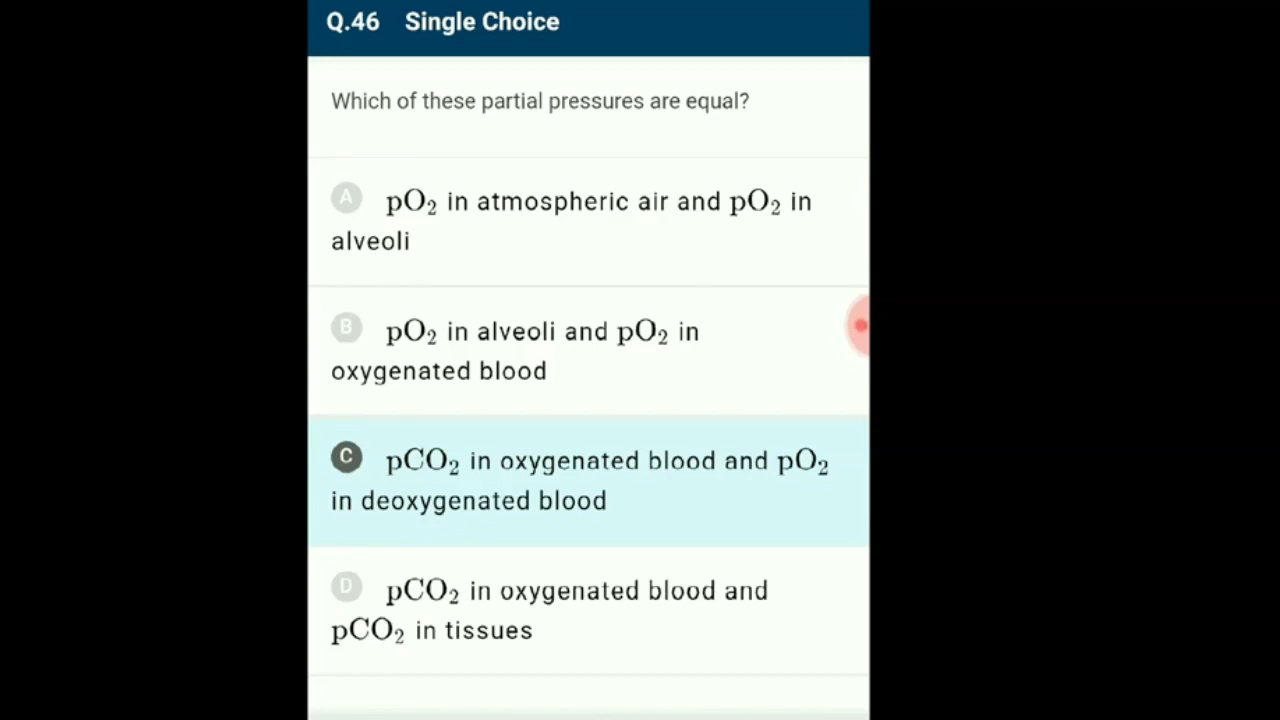 Q.46 Single Choice
Which of these partial pressures are equal?
A pO₂ in atmospheric air and pO₂ in
alveoli
B pO₂ in alveoli and pO₂ in
oxygenated blood
C pCO₂ in oxygenated blood and pO₂
in deoxygenated blood
D pCO₂ in oxygenated blood and
pCO₂ in tissues